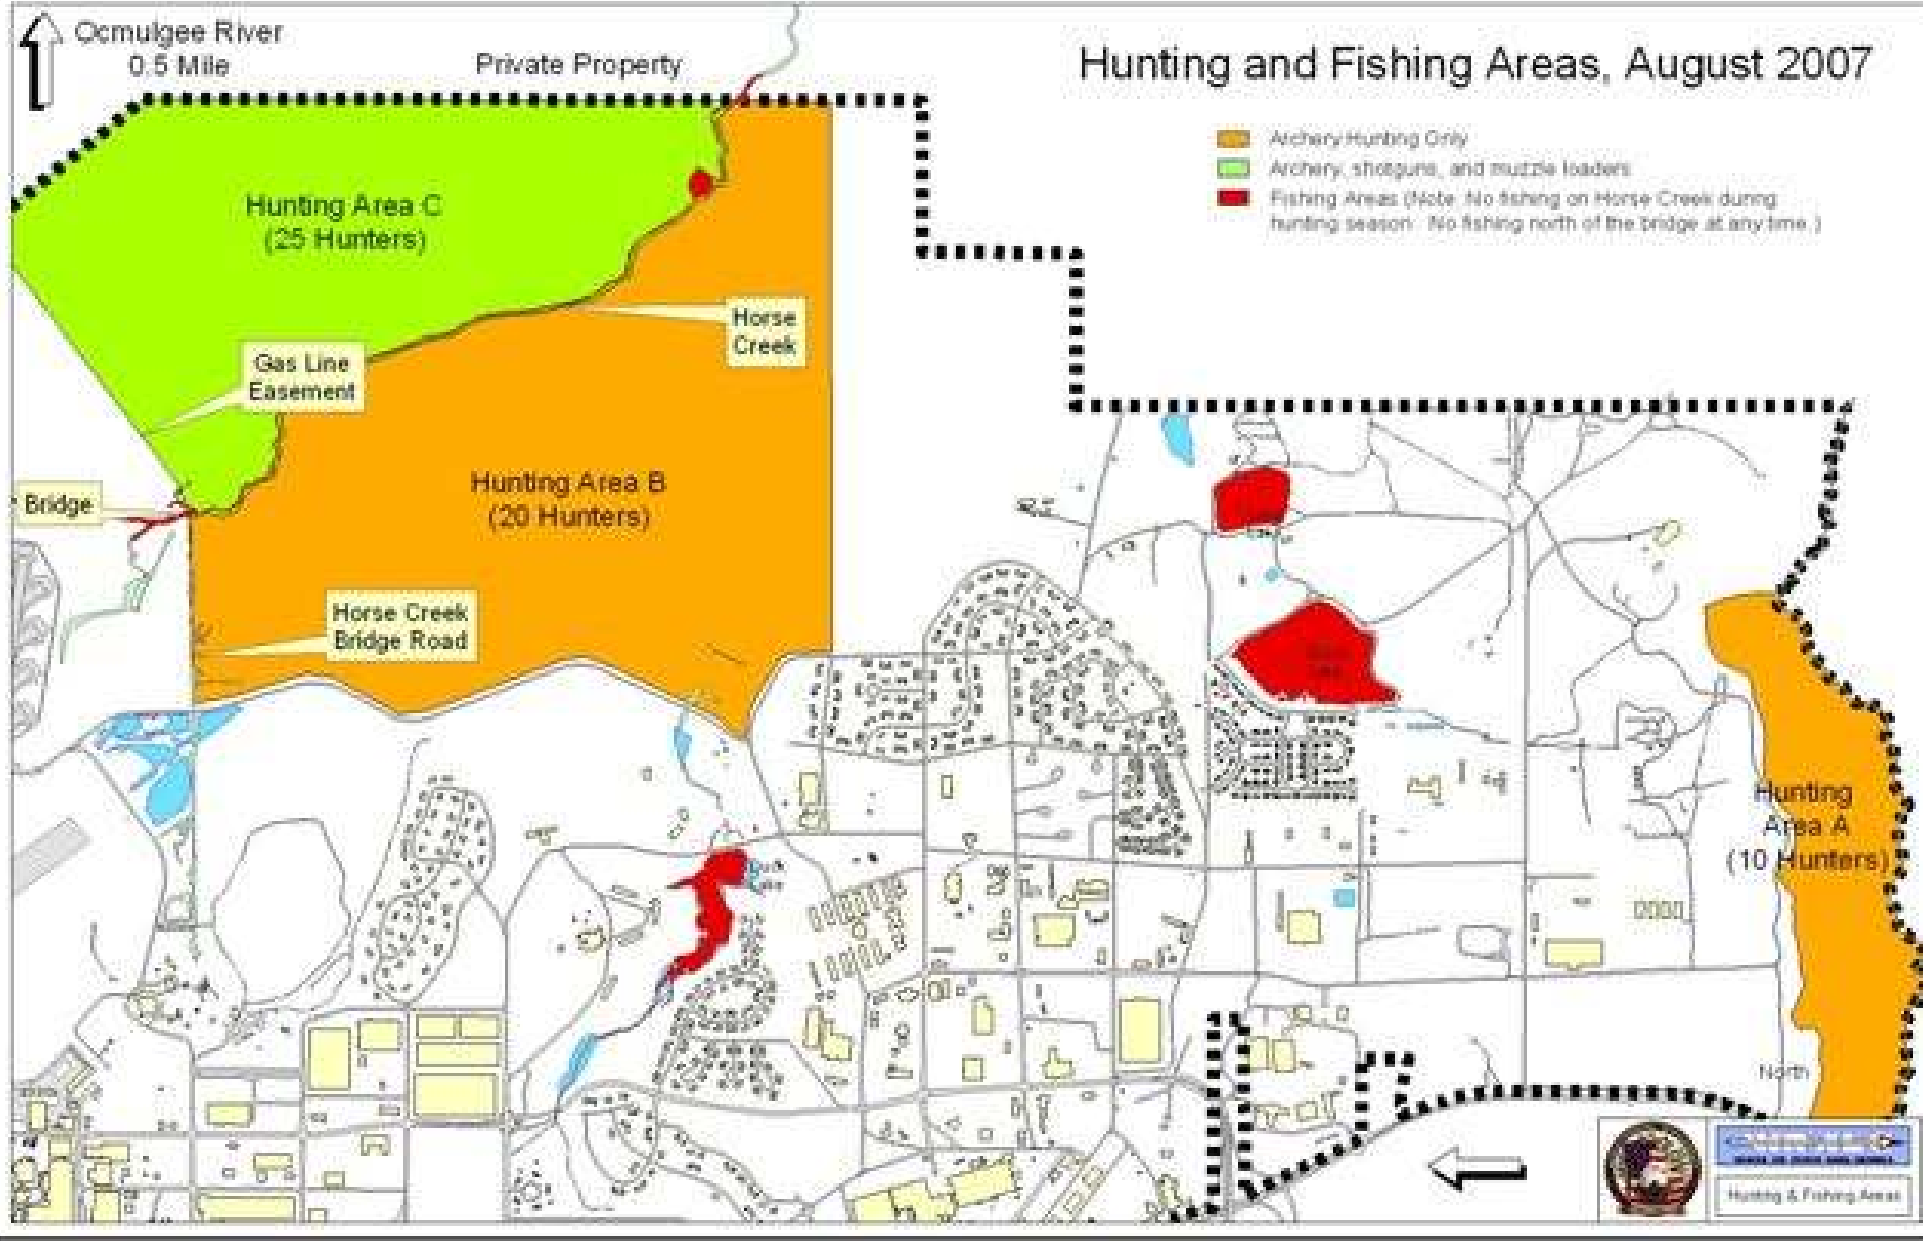 Ocmulgee River
0.5 Mile
Private Property
Hunting and Fishing Areas, August 2007
Archery Hunting Only
Archery, shotguns, and muzzle loaders
Fishing Areas (Note: No fishing on Horse Creek during
hunting season. No fishing north of the bridge at any time.)
Hunting Area C
(25 Hunters)
Horse
Creek
Gas Line
Easement
Bridge
Hunting Area B
(20 Hunters)
Horse Creek
Bridge Road
Hunting
Area A
(10 Hunters)
Duck
Lake
North
Hunting & Fishing Areas